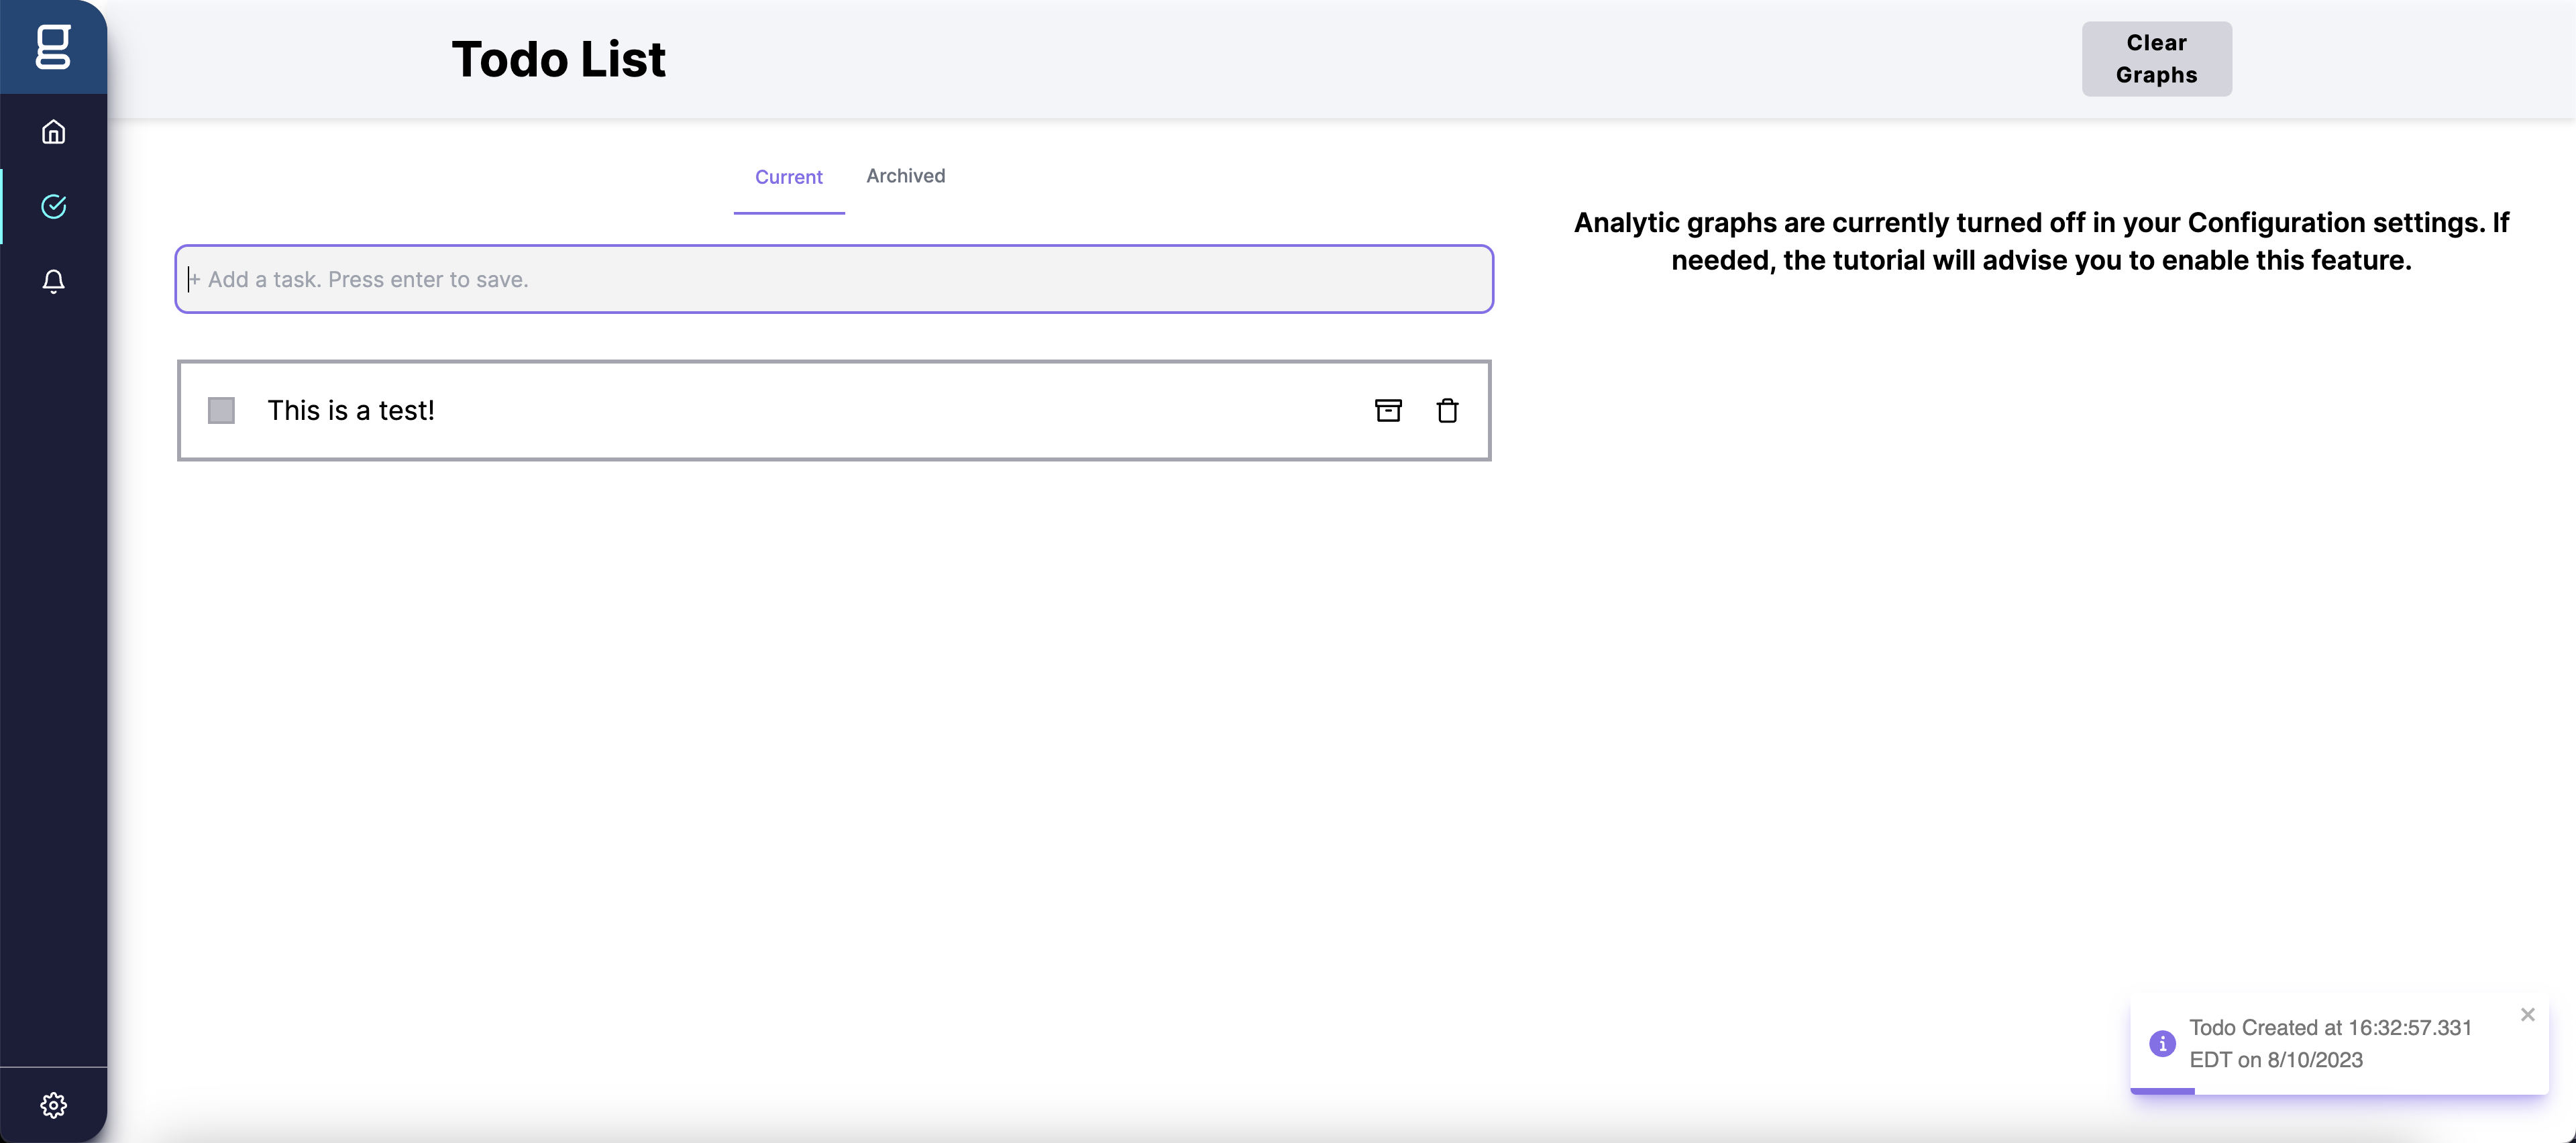 g
Todo List
Clear
Graphs
Current
Archived
Analytic graphs are currently turned off in your Configuration settings. If
needed, the tutorial will advise you to enable this feature.
+ Add a task. Press enter to save.
This is a test!
Todo Created at 16:32:57.331
EDT on 8/10/2023